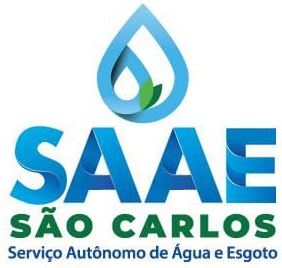 SAAE
SÃO CARLOS
Serviço Autônomo de Água e Esgoto